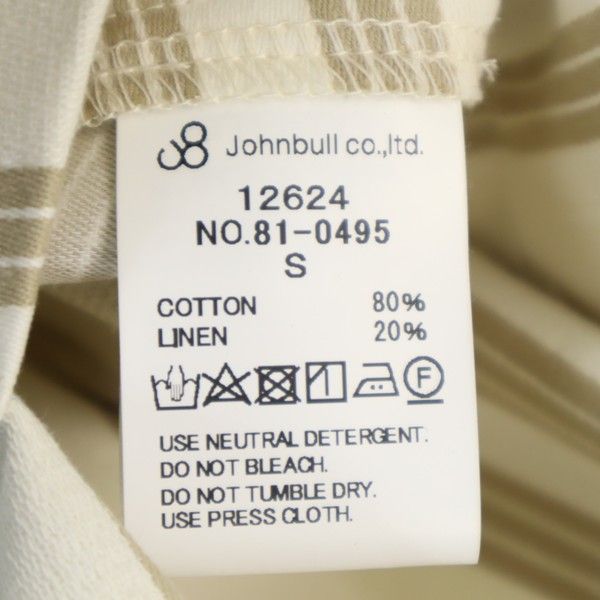 Johnbull co.,ltd.
12624
NO.81-0495
S
COTTON 80%
LINEN 20%
F
USE NEUTRAL DETERGENT.
DO NOT BLEACH.
DO NOT TUMBLE DRY.
USE PRESS CLOTH.